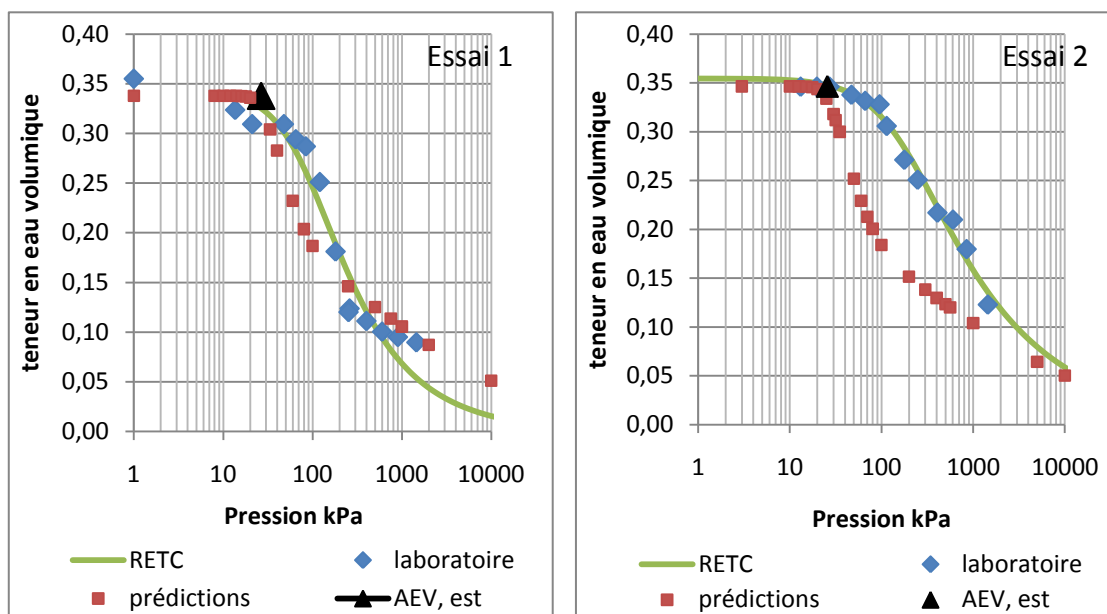 Essai 1
teneur en eau volumique
0,40
0,35
0,30
0,25
0,20
0,15
0,10
0,05
0,00
1 10 100 1000 10000
Pression kPa
RETC laboratoire
prédictions AEV, est
Essai 2
teneur en eau volumique
0,40
0,35
0,30
0,25
0,20
0,15
0,10
0,05
0,00
1 10 100 1000 10000
Pression kPa
RETC laboratoire
prédictions AEV, est